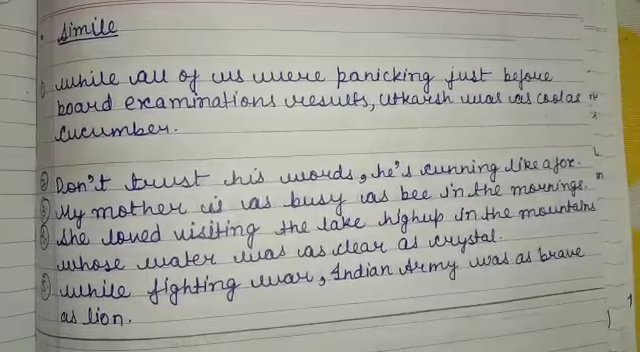 . Simile
① while all of us were panicking just before
board examinations results, Utkarsh was as cool as
cucumber.
② Don't trust his words, he's cunning like a fox.
③ My mother is as busy as bee in the mornings.
④ She loved visiting the lake high up in the mountains
whose water was as clear as crystal.
⑤ while fighting war, Indian Army was as brave
as lion.